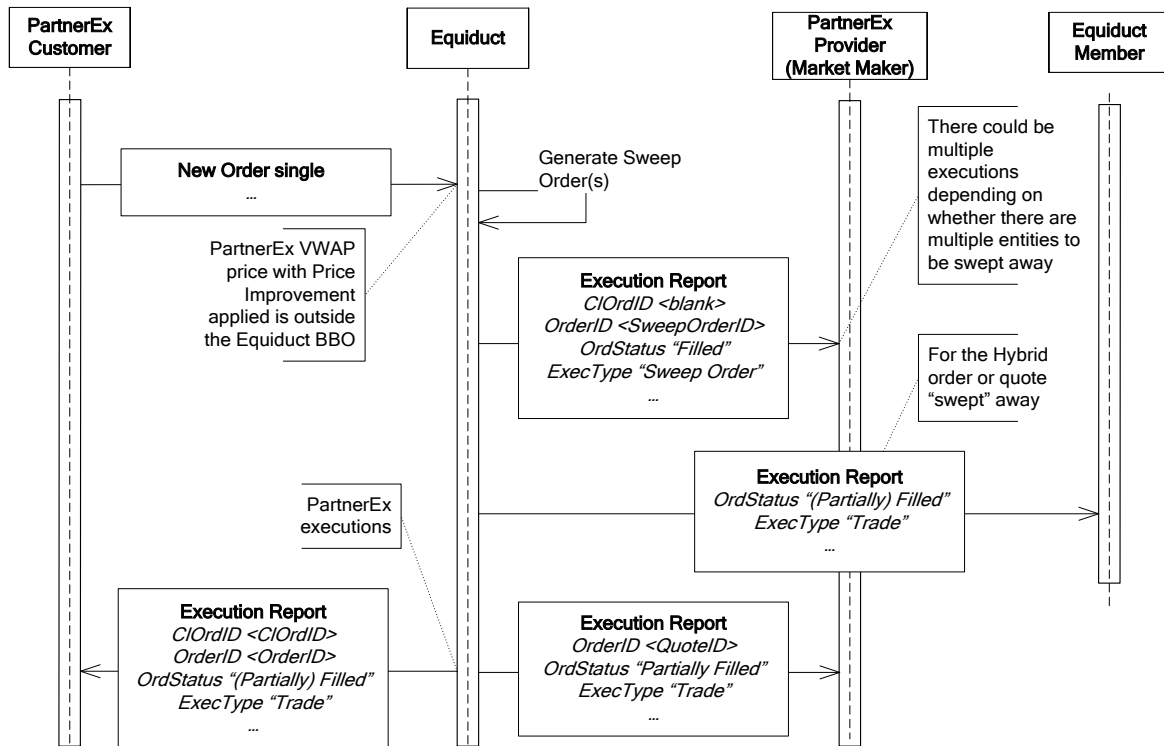 PartnerEx
Customer
Equiduct
PartnerEx
Provider
(Market Maker)
Equiduct
Member
New Order single
...
Generate Sweep
Order(s)
There could be
multiple
executions
depending on
whether there are
multiple entities to
be swept away
PartnerEx VWAP
price with Price
Improvement
applied is outside
the Equiduct BBO
Execution Report
ClOrdID <blank>
OrderID <SweepOrderID>
OrdStatus “Filled”
ExecType “Sweep Order”
...
For the Hybrid
order or quote
“swept” away
Execution Report
OrdStatus “(Partially) Filled”
ExecType “Trade”
...
PartnerEx
executions
Execution Report
ClOrdID <ClOrdID>
OrderID <OrderID>
OrdStatus “(Partially) Filled”
ExecType “Trade”
...
Execution Report
OrderID <QuoteID>
OrdStatus “Partially Filled”
ExecType “Trade”
...